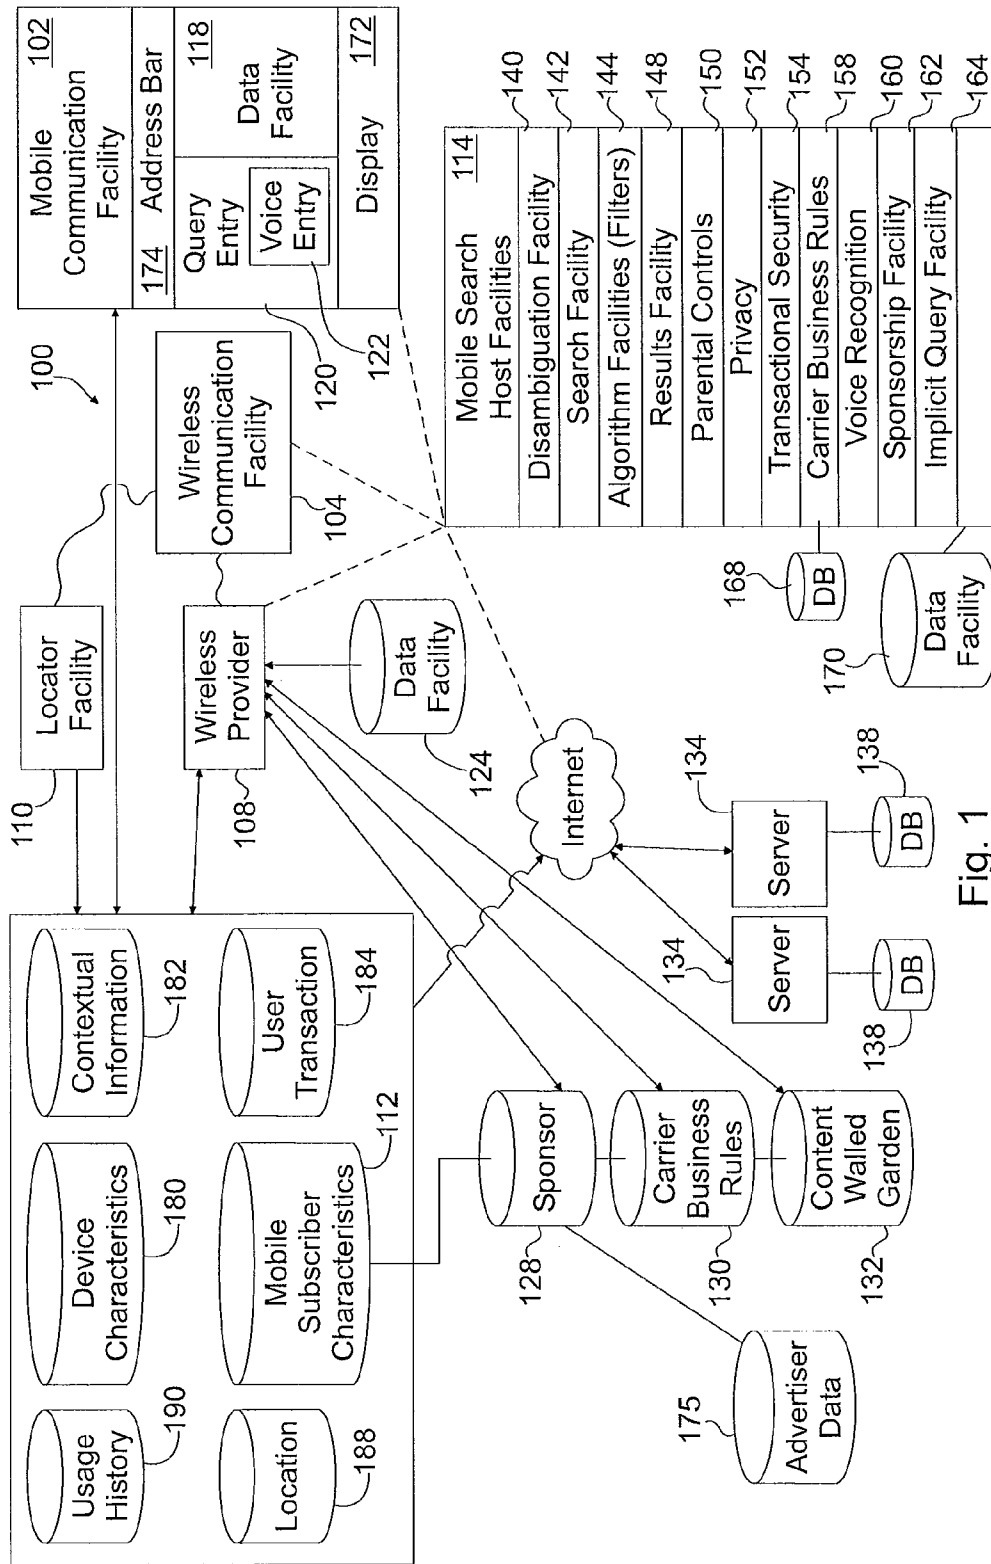 100
Mobile
Communication
Facility
102
174
Address Bar
Query
Entry
Voice
Entry
118
Data
Facility
Display
172
120
122
Wireless
Communication
Facility
104
Locator
Facility
110
Wireless
Provider
108
Data
Facility
124
Usage
History
190
Device
Characteristics
180
Contextual
Information
182
Location
188
Mobile
Subscriber
Characteristics
112
User
Transaction
184
Sponsor
128
Carrier
Business
Rules
130
Content
Walled
Garden
132
Advertiser
Data
175
Internet
Server
134
Server
134
DB
138
DB
138
Mobile Search
Host Facilities
114
Disambiguation Facility
140
Search Facility
142
Algorithm Facilities (Filters)
144
Results Facility
148
Parental Controls
150
Privacy
152
Transactional Security
154
Carrier Business Rules
158
Voice Recognition
160
Sponsorship Facility
162
Implicit Query Facility
164
DB
168
Data
Facility
170
Fig. 1